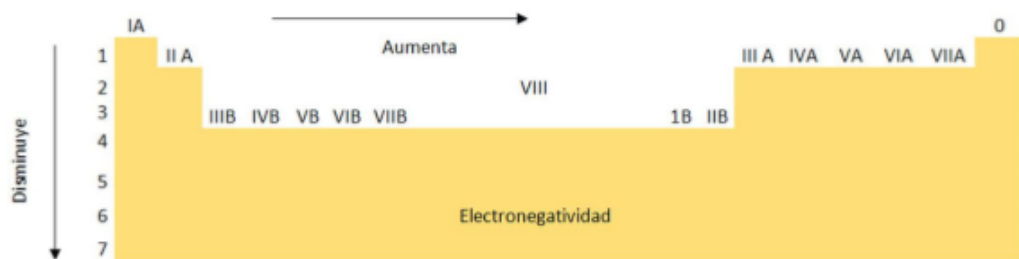 IA 0
Aumenta
1 II A III A IVA VA VIA VIIA
2 VIII
3 IIIB IVB VB VIB VIIB 1B IIB
4
5
6 Electronegatividad
7
Disminuye